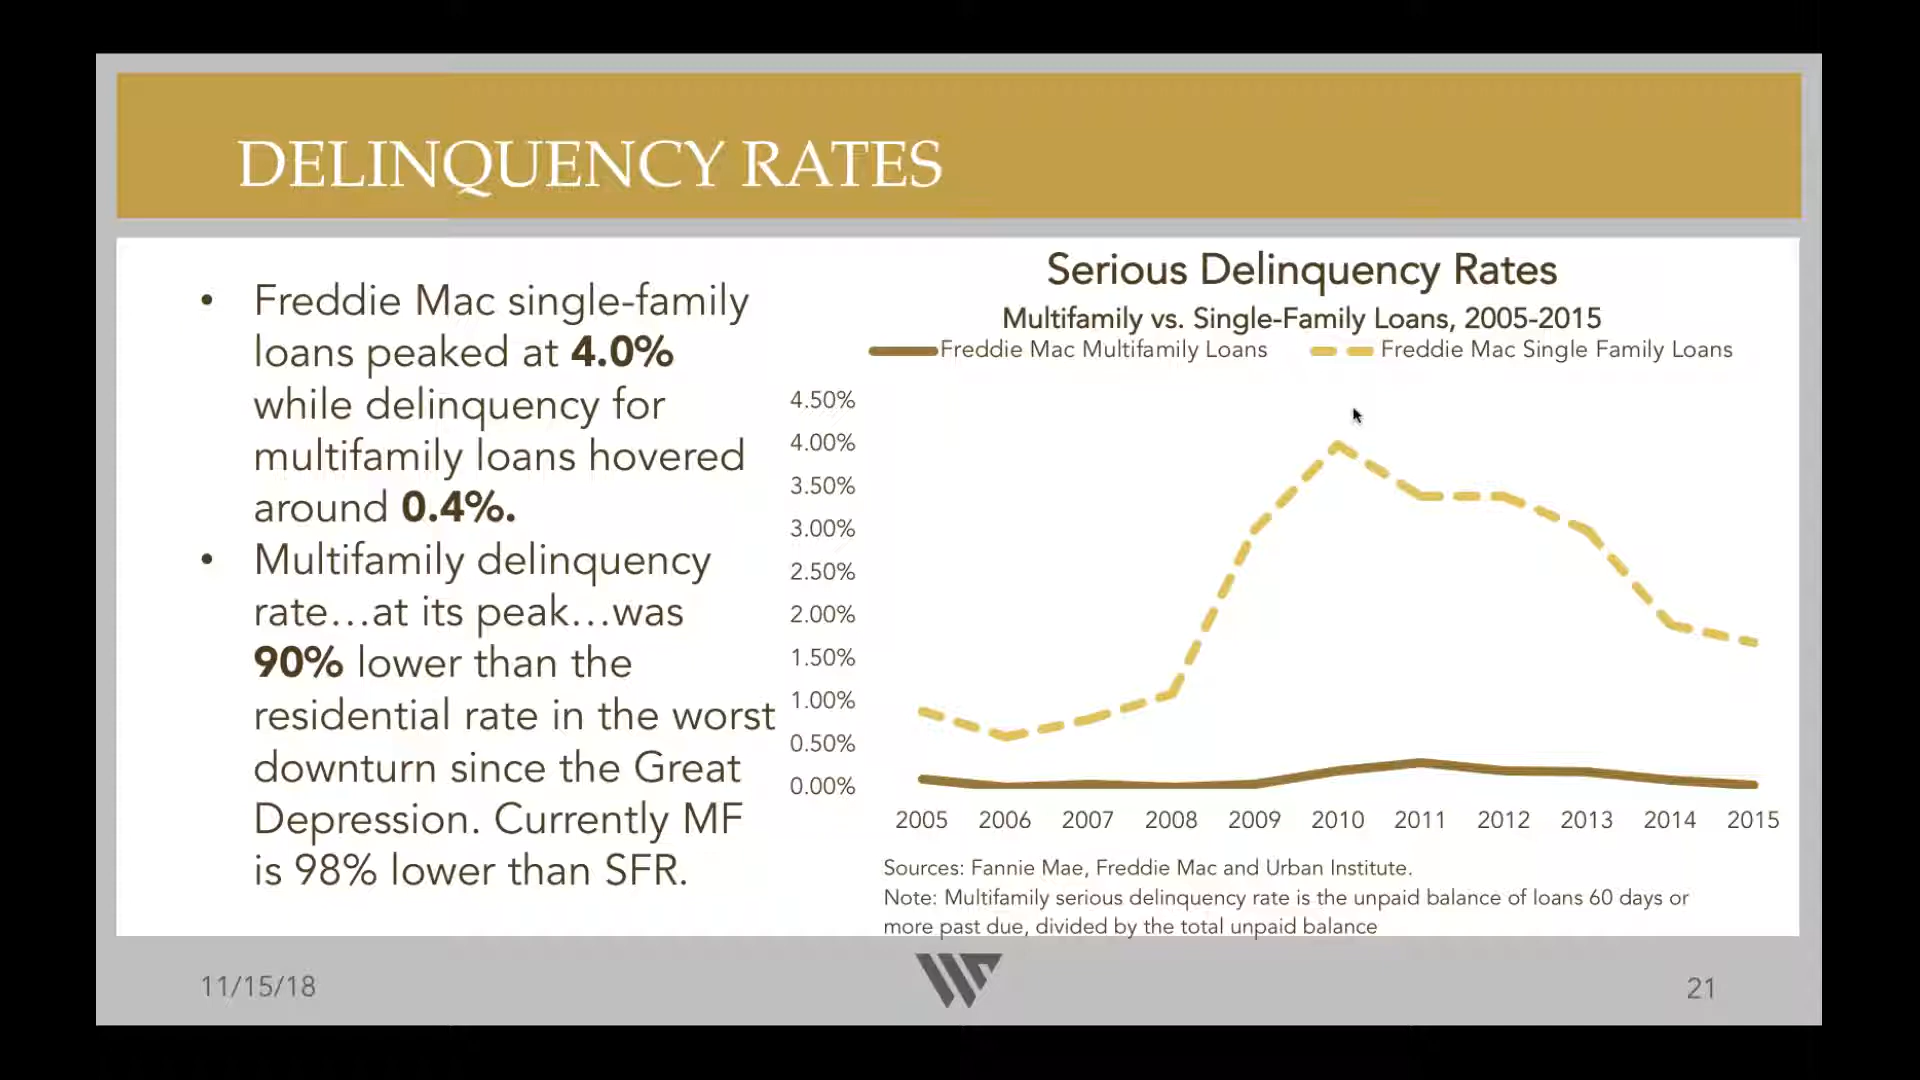 DELINQUENCY RATES
• Freddie Mac single-family
loans peaked at 4.0%
while delinquency for
multifamily loans hovered
around 0.4%.
• Multifamily delinquency
rate…at its peak…was
90% lower than the
residential rate in the worst
downturn since the Great
Depression. Currently MF
is 98% lower than SFR.
Serious Delinquency Rates
Multifamily vs. Single-Family Loans, 2005-2015
Freddie Mac Multifamily Loans
Freddie Mac Single Family Loans
4.50%
4.00%
3.50%
3.00%
2.50%
2.00%
1.50%
1.00%
0.50%
0.00%
2005 2006 2007 2008 2009 2010 2011 2012 2013 2014 2015
Sources: Fannie Mae, Freddie Mac and Urban Institute.
Note: Multifamily serious delinquency rate is the unpaid balance of loans 60 days or
more past due, divided by the total unpaid balance
11/15/18
21